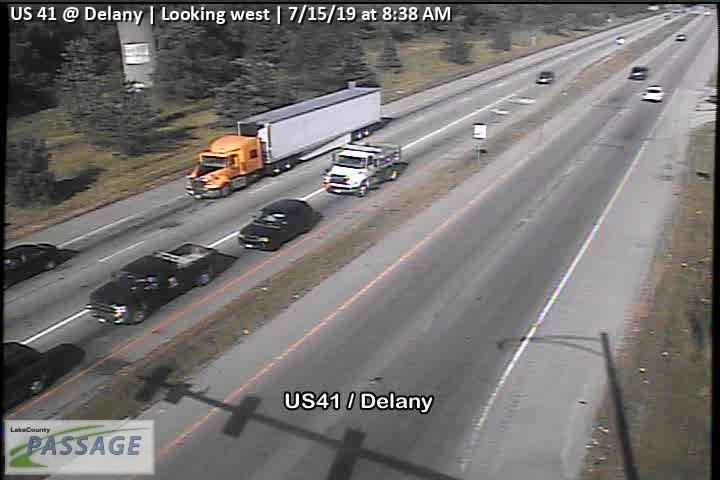 US 41 @ Delany | Looking west | 7/15/19 at 8:38 AM
US41 / Delany
LakeCounty
PASSAGE